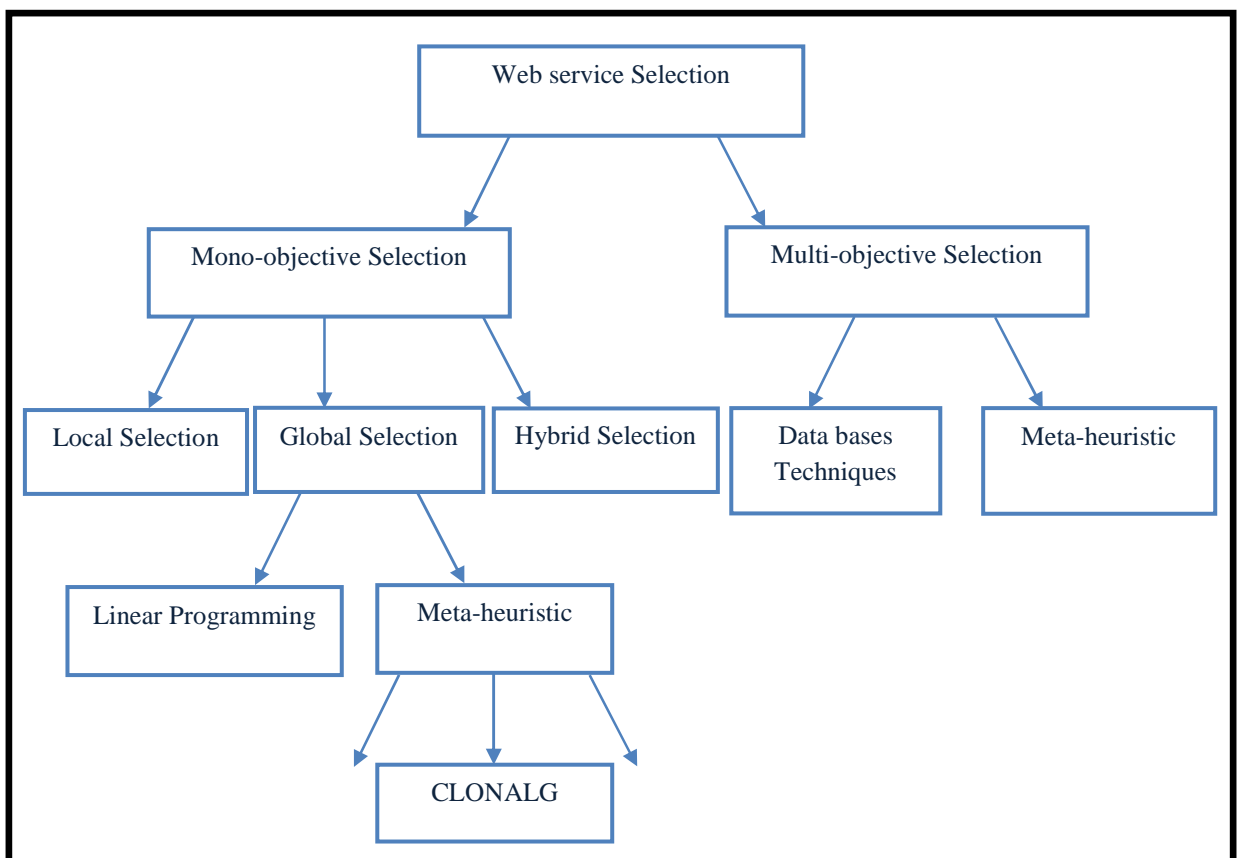 Web service Selection
Mono-objective Selection
Multi-objective Selection
Local Selection
Global Selection
Hybrid Selection
Data bases
Techniques
Meta-heuristic
Linear Programming
Meta-heuristic
CLONALG